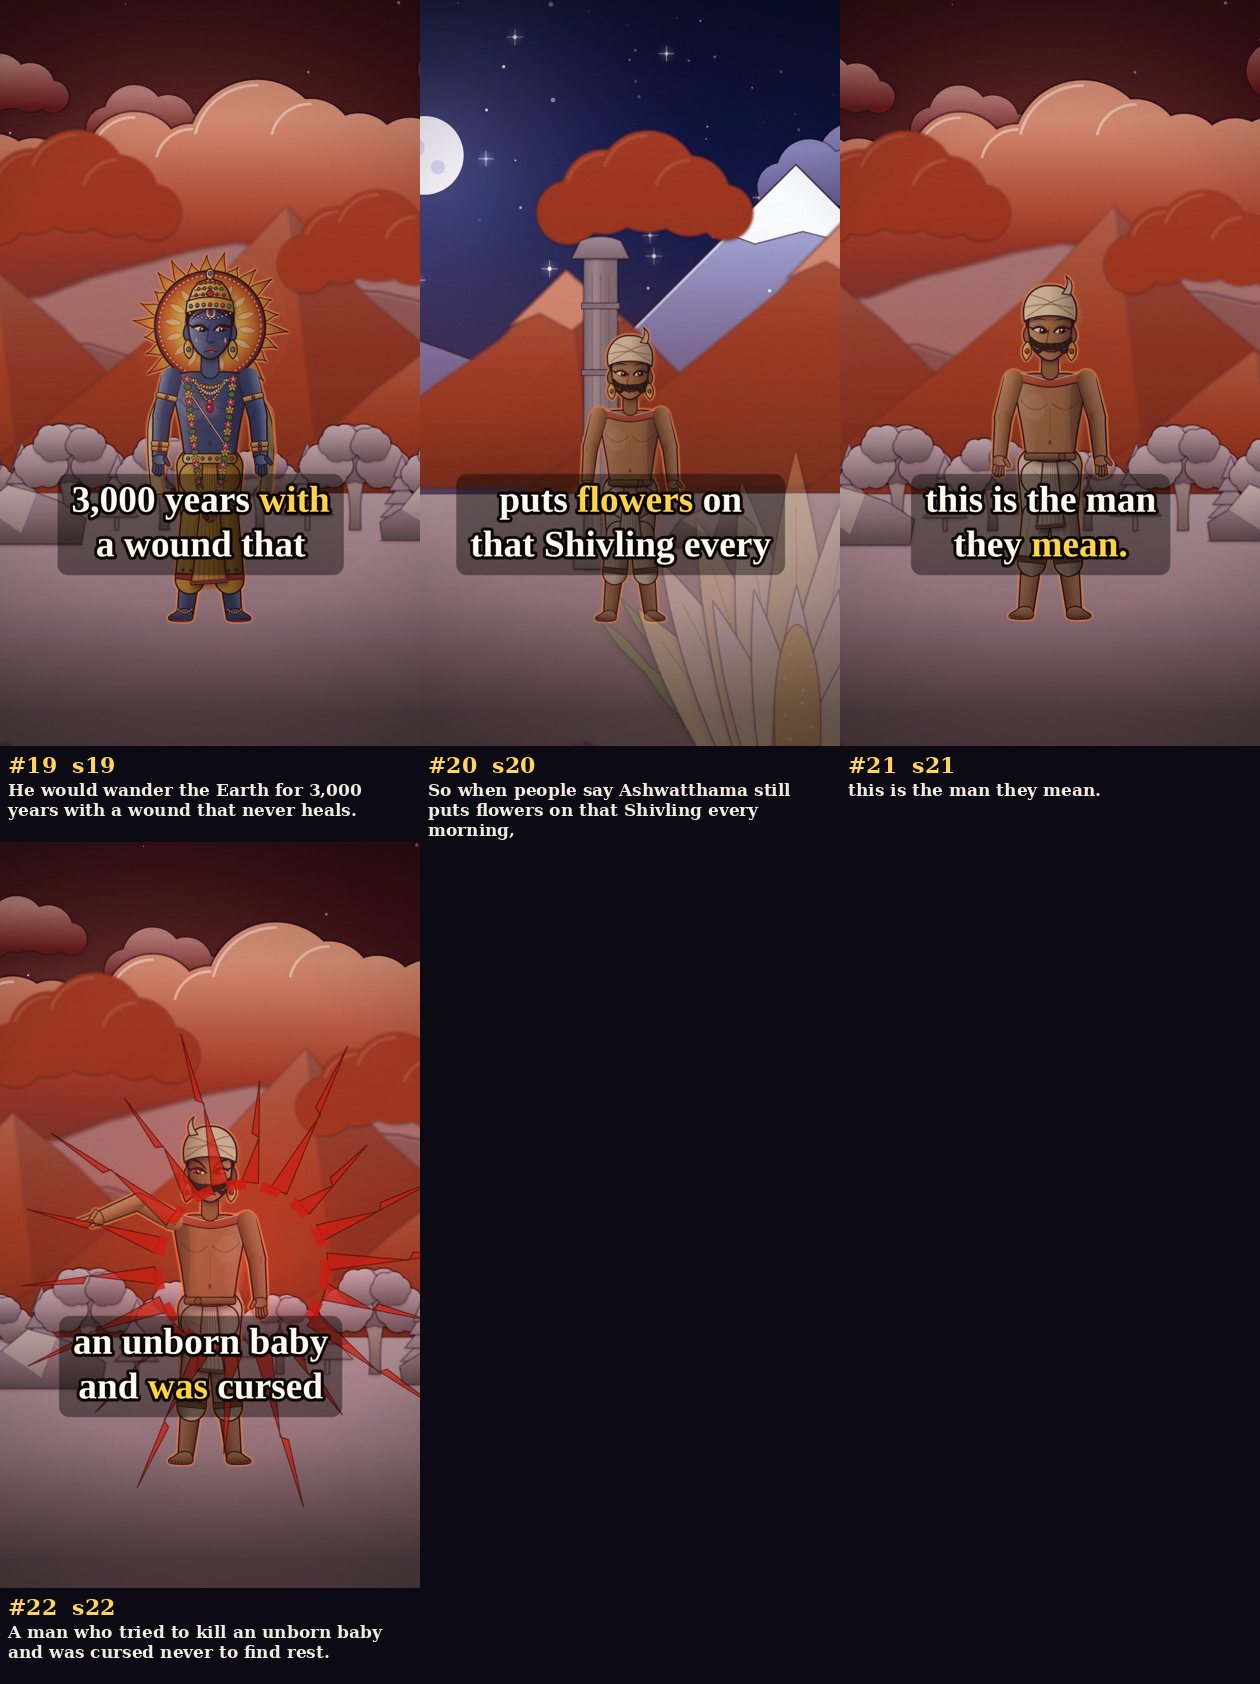 3,000 years with
a wound that
puts flowers on
that Shivling every
this is the man
they mean.
#19 s19
He would wander the Earth for 3,000
years with a wound that never heals.
#20 s20
So when people say Ashwatthama still
puts flowers on that Shivling every
morning,
#21 s21
this is the man they mean.
an unborn baby
and was cursed
#22 s22
A man who tried to kill an unborn baby
and was cursed never to find rest.